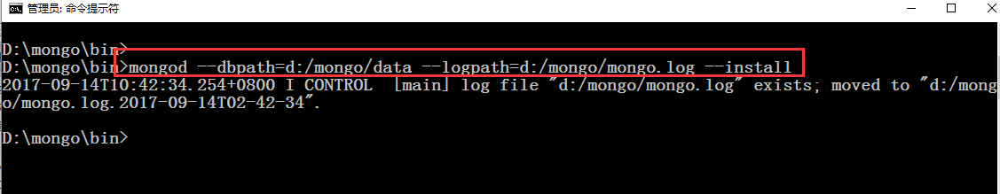 管理员: 命令提示符
D:\mongo\bin>
D:\mongo\bin>mongod --dbpath=d:/mongo/data --logpath=d:/mongo/mongo.log --install
2017-09-14T10:42:34.254+0800 I CONTROL  [main] log file "d:/mongo/mongo.log" exists; moved to "d:/mong
o/mongo.log.2017-09-14T02-42-34".
D:\mongo\bin>